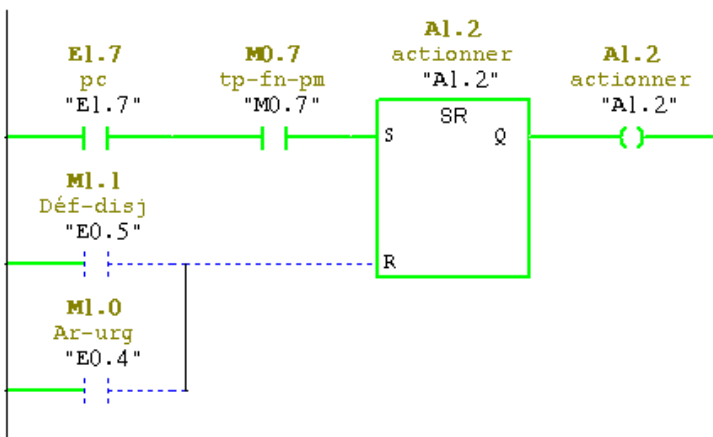 E1.7
pc
"E1.7"
M0.7
tp-fn-pm
"M0.7"
A1.2
actionner
"A1.2"
A1.2
actionner
"A1.2"
SR
S
Q
M1.1
Déf-disj
"E0.5"
R
M1.0
Ar-urg
"E0.4"